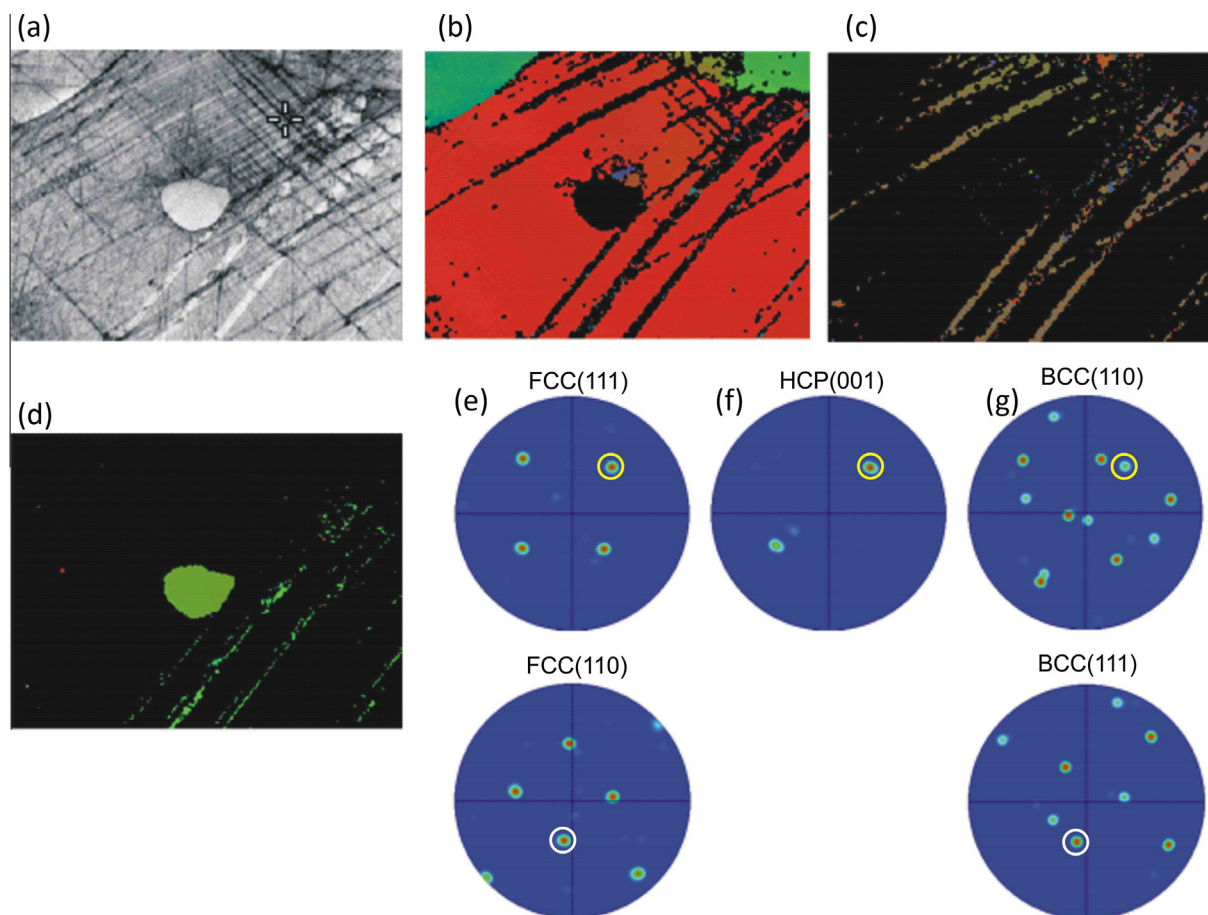 (a)
(b)
(c)
(d)
(e)
FCC(111)
(f)
HCP(001)
(g)
BCC(110)
FCC(110)
BCC(111)